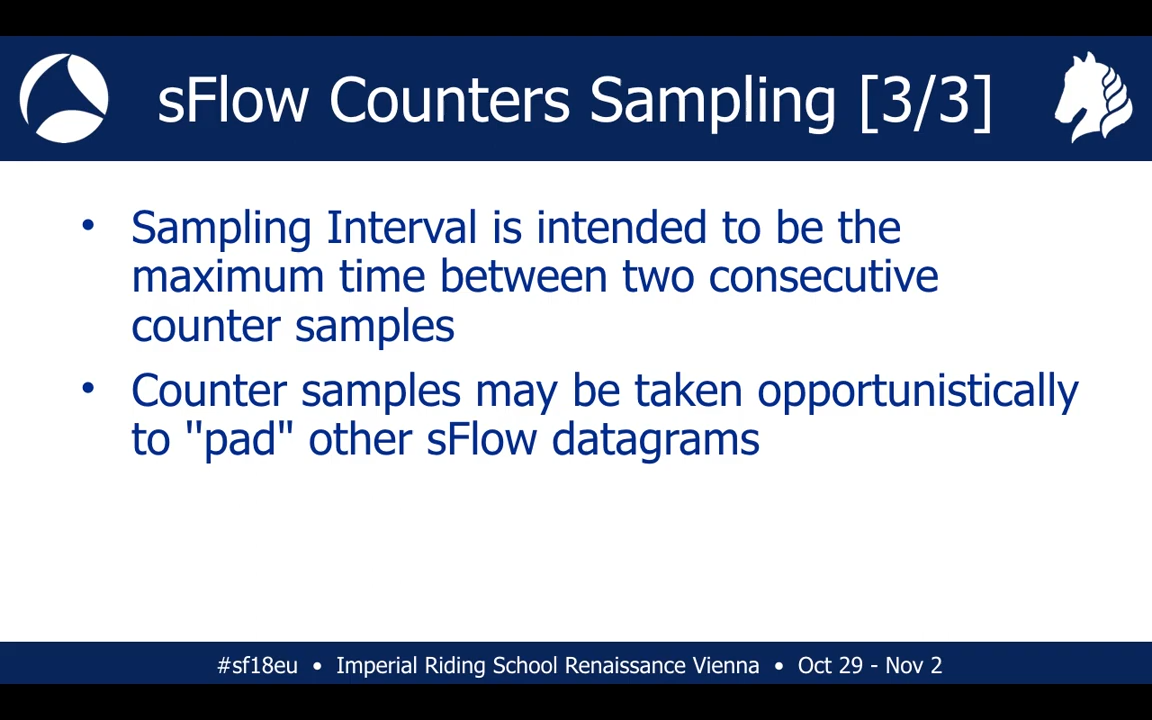 sFlow Counters Sampling [3/3]
• Sampling Interval is intended to be the
maximum time between two consecutive
counter samples
• Counter samples may be taken opportunistically
to "pad" other sFlow datagrams
#sf18eu • Imperial Riding School Renaissance Vienna • Oct 29 - Nov 2